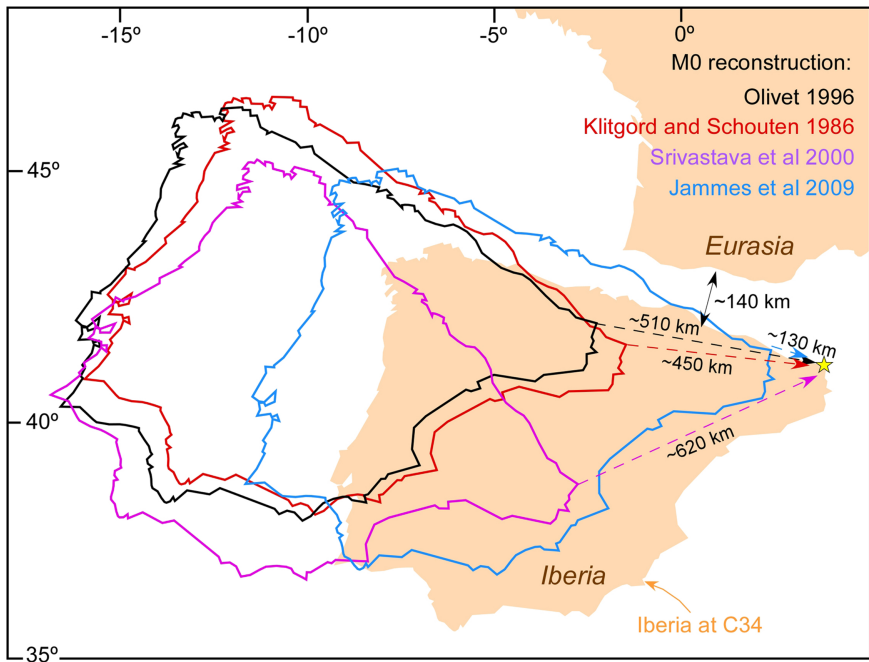 -15º
-10º
-5º
0º
M0 reconstruction:
Olivet 1996
Klitgord and Schouten 1986
Srivastava et al 2000
Jammes et al 2009
45º
Eurasia
~140 km
~510 km
~130 km
~450 km
40º
~620 km
Iberia
Iberia at C34
35º